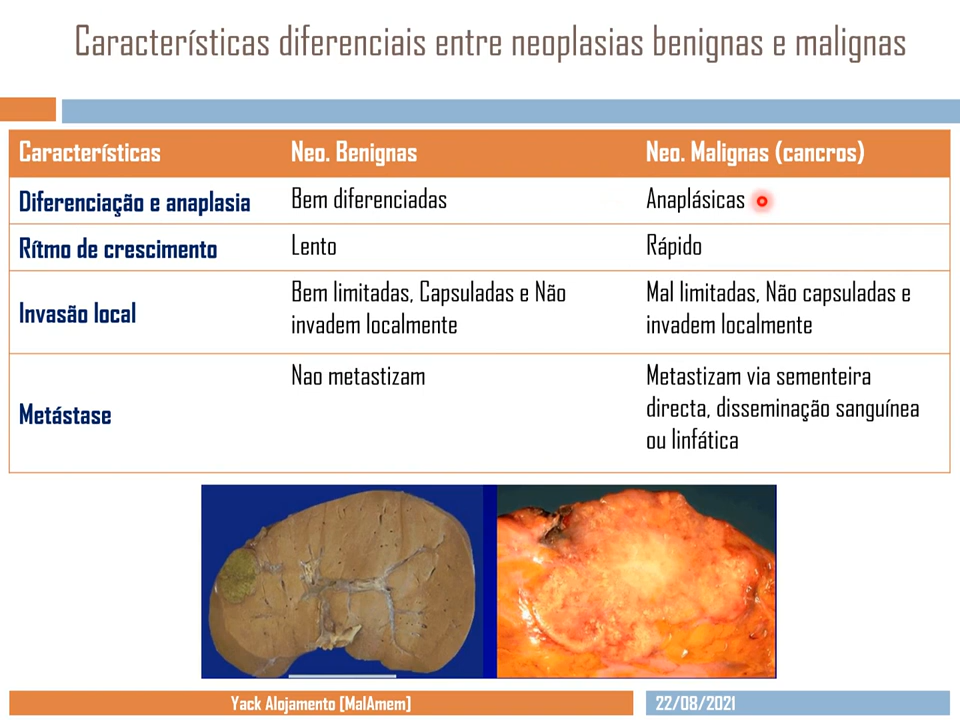 Características diferenciais entre neoplasias benignas e malignas
Características Neo. Benignas Neo. Malignas (cancros)
Diferenciação e anaplasia Bem diferenciadas Anaplásicas
Rítmo de crescimento Lento Rápido
Invasão local Bem limitadas, Capsuladas e Não
invadem localmente
Mal limitadas, Não capsuladas e
invadem localmente
Metástase Nao metastizam Metastizam via sementeira
directa, disseminação sanguínea
ou linfática
Yack Alojamento [MalAmem] 22/08/2021